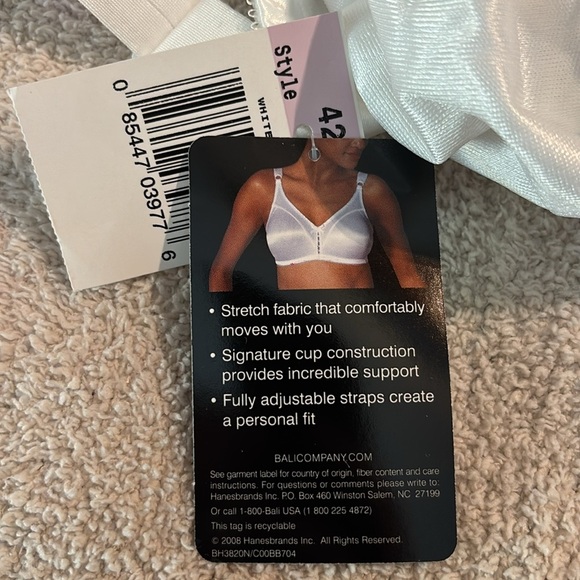 Style
42
WHITE
0 85447 03977 6
• Stretch fabric that comfortably
moves with you
• Signature cup construction
provides incredible support
• Fully adjustable straps create
a personal fit
BALICOMPANY.COM
See garment label for country of origin, fiber content and care
instructions. For questions or comments please write to:
Hanesbrands Inc. PO. Box 460 Winston Salem, NC 27199
Or call 1-800-Bali USA (1 800 225 4872)
This tag is recyclable
© 2008 Hanesbrands Inc. All Rights Reserved.
BH3820N/C00BB704